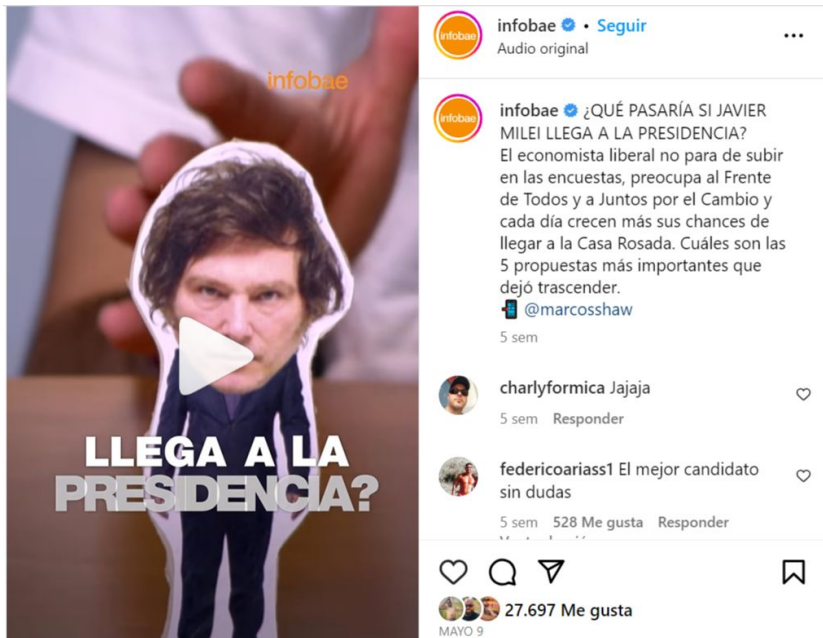 infobae
LLEGA A LA
PRESIDENCIA?
infobae
infobae • Seguir
Audio original
infobae
infobae ¿QUÉ PASARÍA SI JAVIER
MILEI LLEGA A LA PRESIDENCIA?
El economista liberal no para de subir
en las encuestas, preocupa al Frente
de Todos y a Juntos por el Cambio y
cada día crecen más sus chances de
llegar a la Casa Rosada. Cuáles son las
5 propuestas más importantes que
dejó trascender.
@marcosshaw
5 sem
charlyformica Jajaja
5 sem Responder
federicoariass1 El mejor candidato
sin dudas
5 sem 528 Me gusta Responder
27.697 Me gusta
MAYO 9